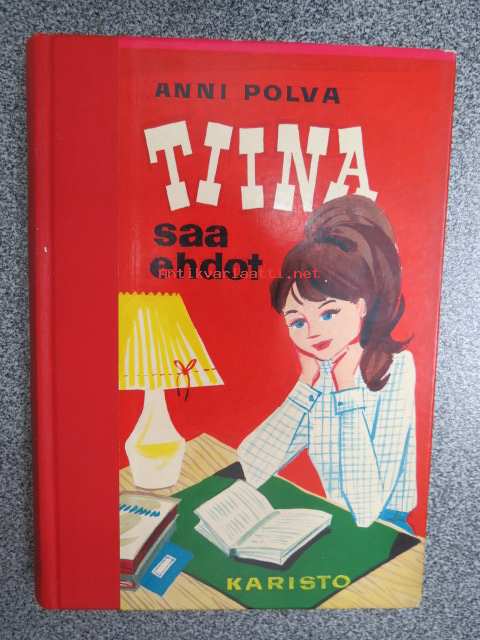 ANNI POLVA
TIINA
saa
ehdot
Antikvariaatti.net
KARISTO